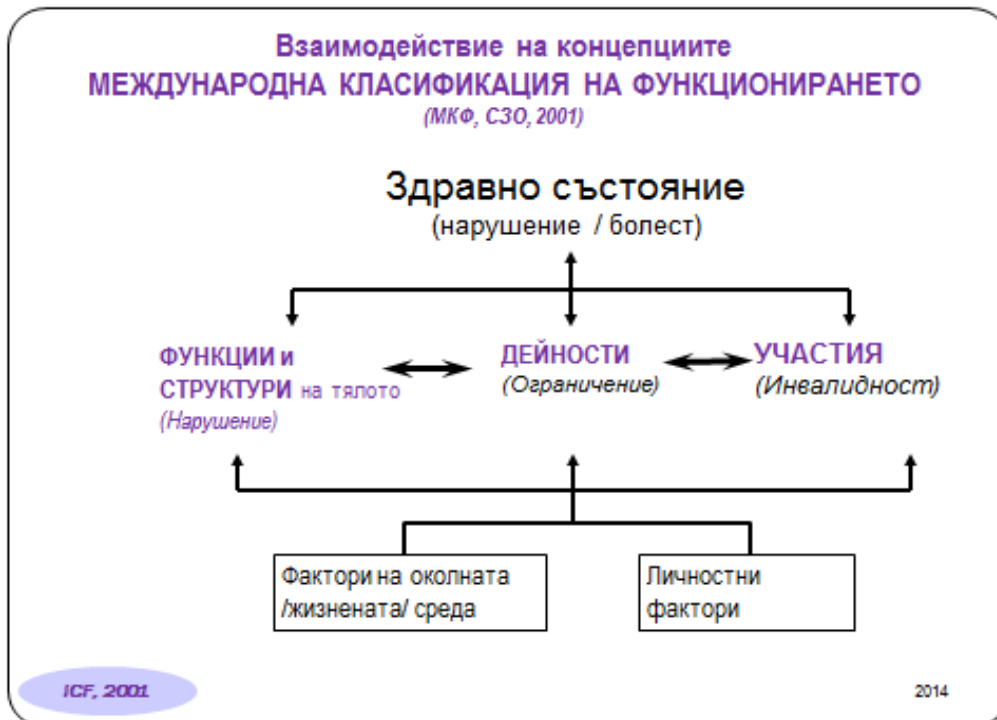 Взаимодействие на концепциите
МЕЖДУНАРОДНА КЛАСИФИКАЦИЯ НА ФУНКЦИОНИРАНЕТО
(МКФ, СЗО, 2001)
Здравно състояние
(нарушение / болест)
ФУНКЦИИ и
СТРУКТУРИ на тялото
(Нарушение)
ДЕЙНОСТИ
(Ограничение)
УЧАСТИЯ
(Инвалидност)
Фактори на околната
/жизнената/ среда
Личностни
фактори
ICF, 2001
2014